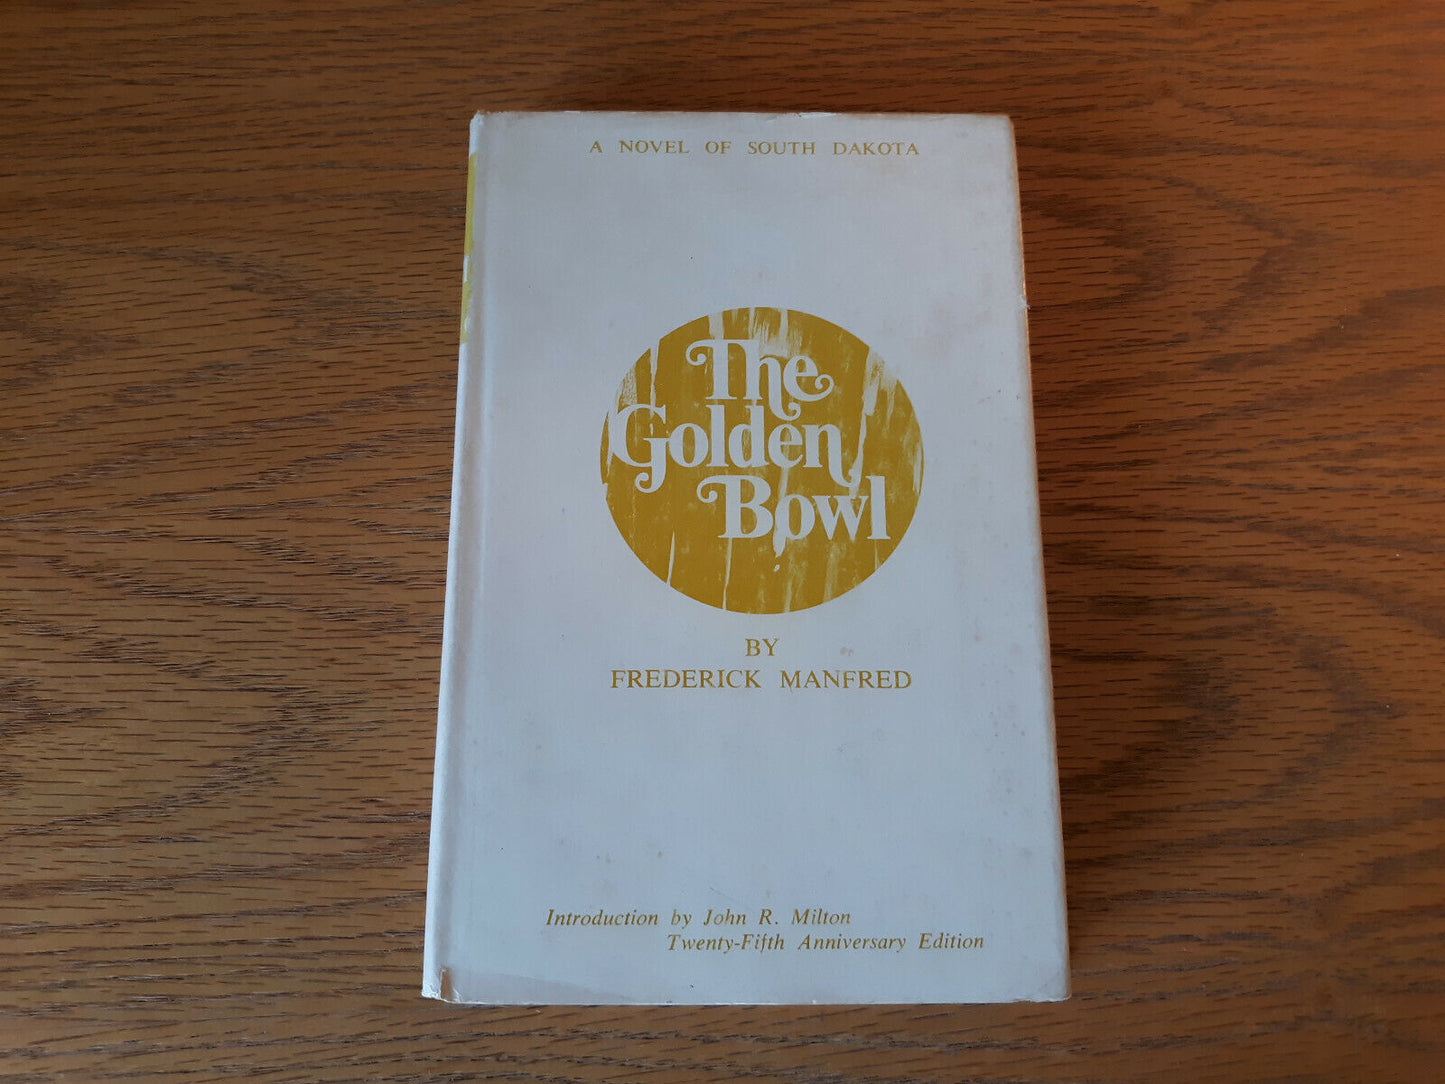 A NOVEL OF SOUTH DAKOTA
The
Golden
Bowl
BY
FREDERICK MANFRED
Introduction by John R. Milton
Twenty-Fifth Anniversary Edition